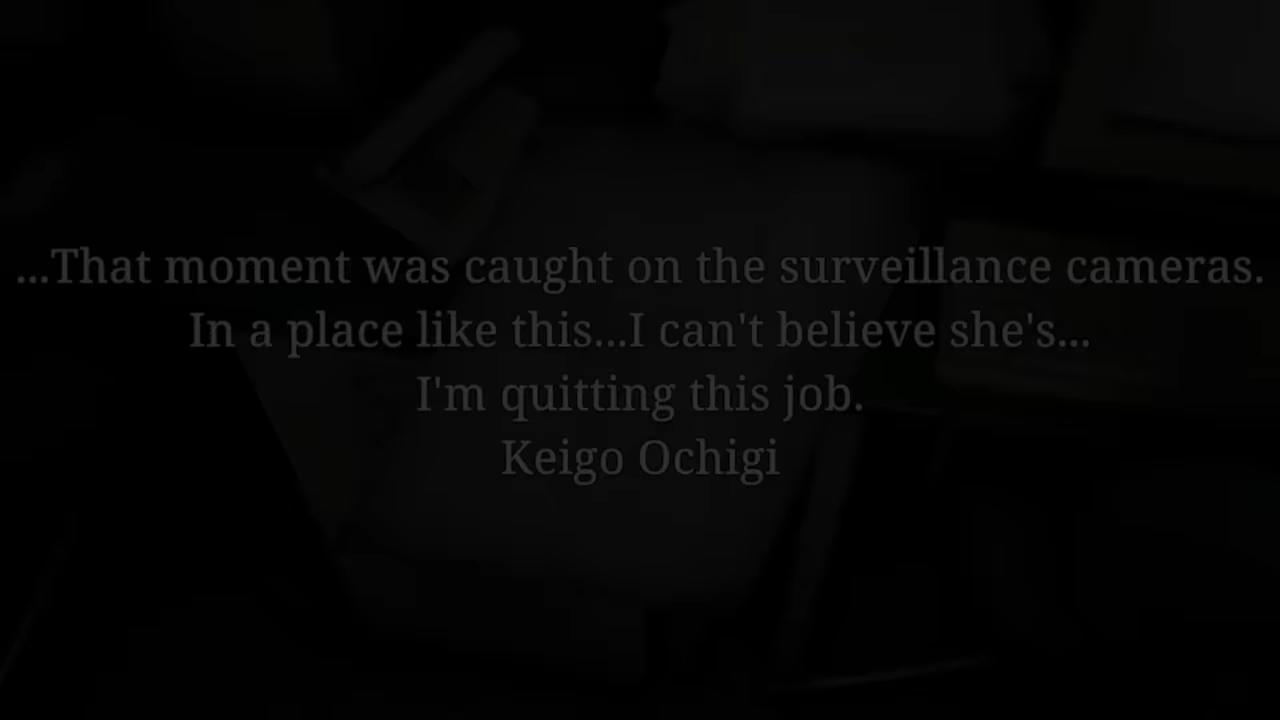 ...That moment was caught on the surveillance cameras.
In a place like this...I can't believe she's...
I'm quitting this job.
Keigo Ochigi